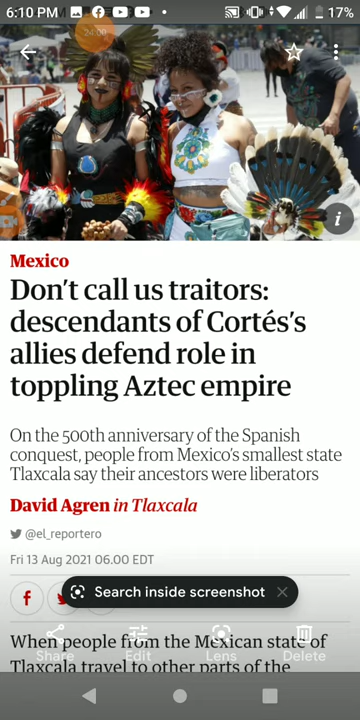 6:10 PM
17%
24:00
Mexico
Don't call us traitors:
descendants of Cortés's
allies defend role in
toppling Aztec empire
On the 500th anniversary of the Spanish
conquest, people from Mexico's smallest state
Tlaxcala say their ancestors were liberators
David Agren in Tlaxcala
@el_reportero
Fri 13 Aug 2021 06.00 EDT
Search inside screenshot
When people from the Mexican state of
Share Edit Lens Delete
Tlaxcala travel to other parts of the